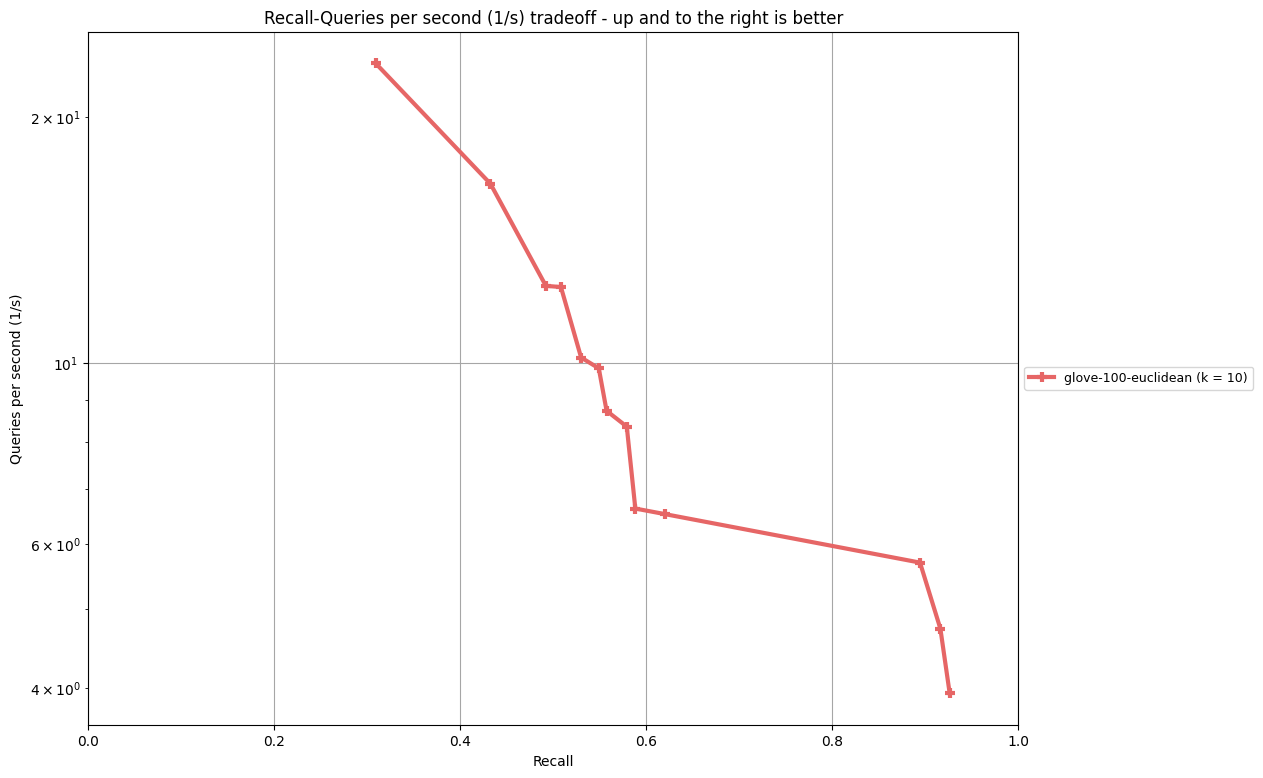 Recall-Queries per second (1/s) tradeoff - up and to the right is better
Queries per second (1/s)
2 × 10¹
10¹
6 × 10⁰
4 × 10⁰
0.0 0.2 0.4 0.6 0.8 1.0
Recall
glove-100-euclidean (k = 10)